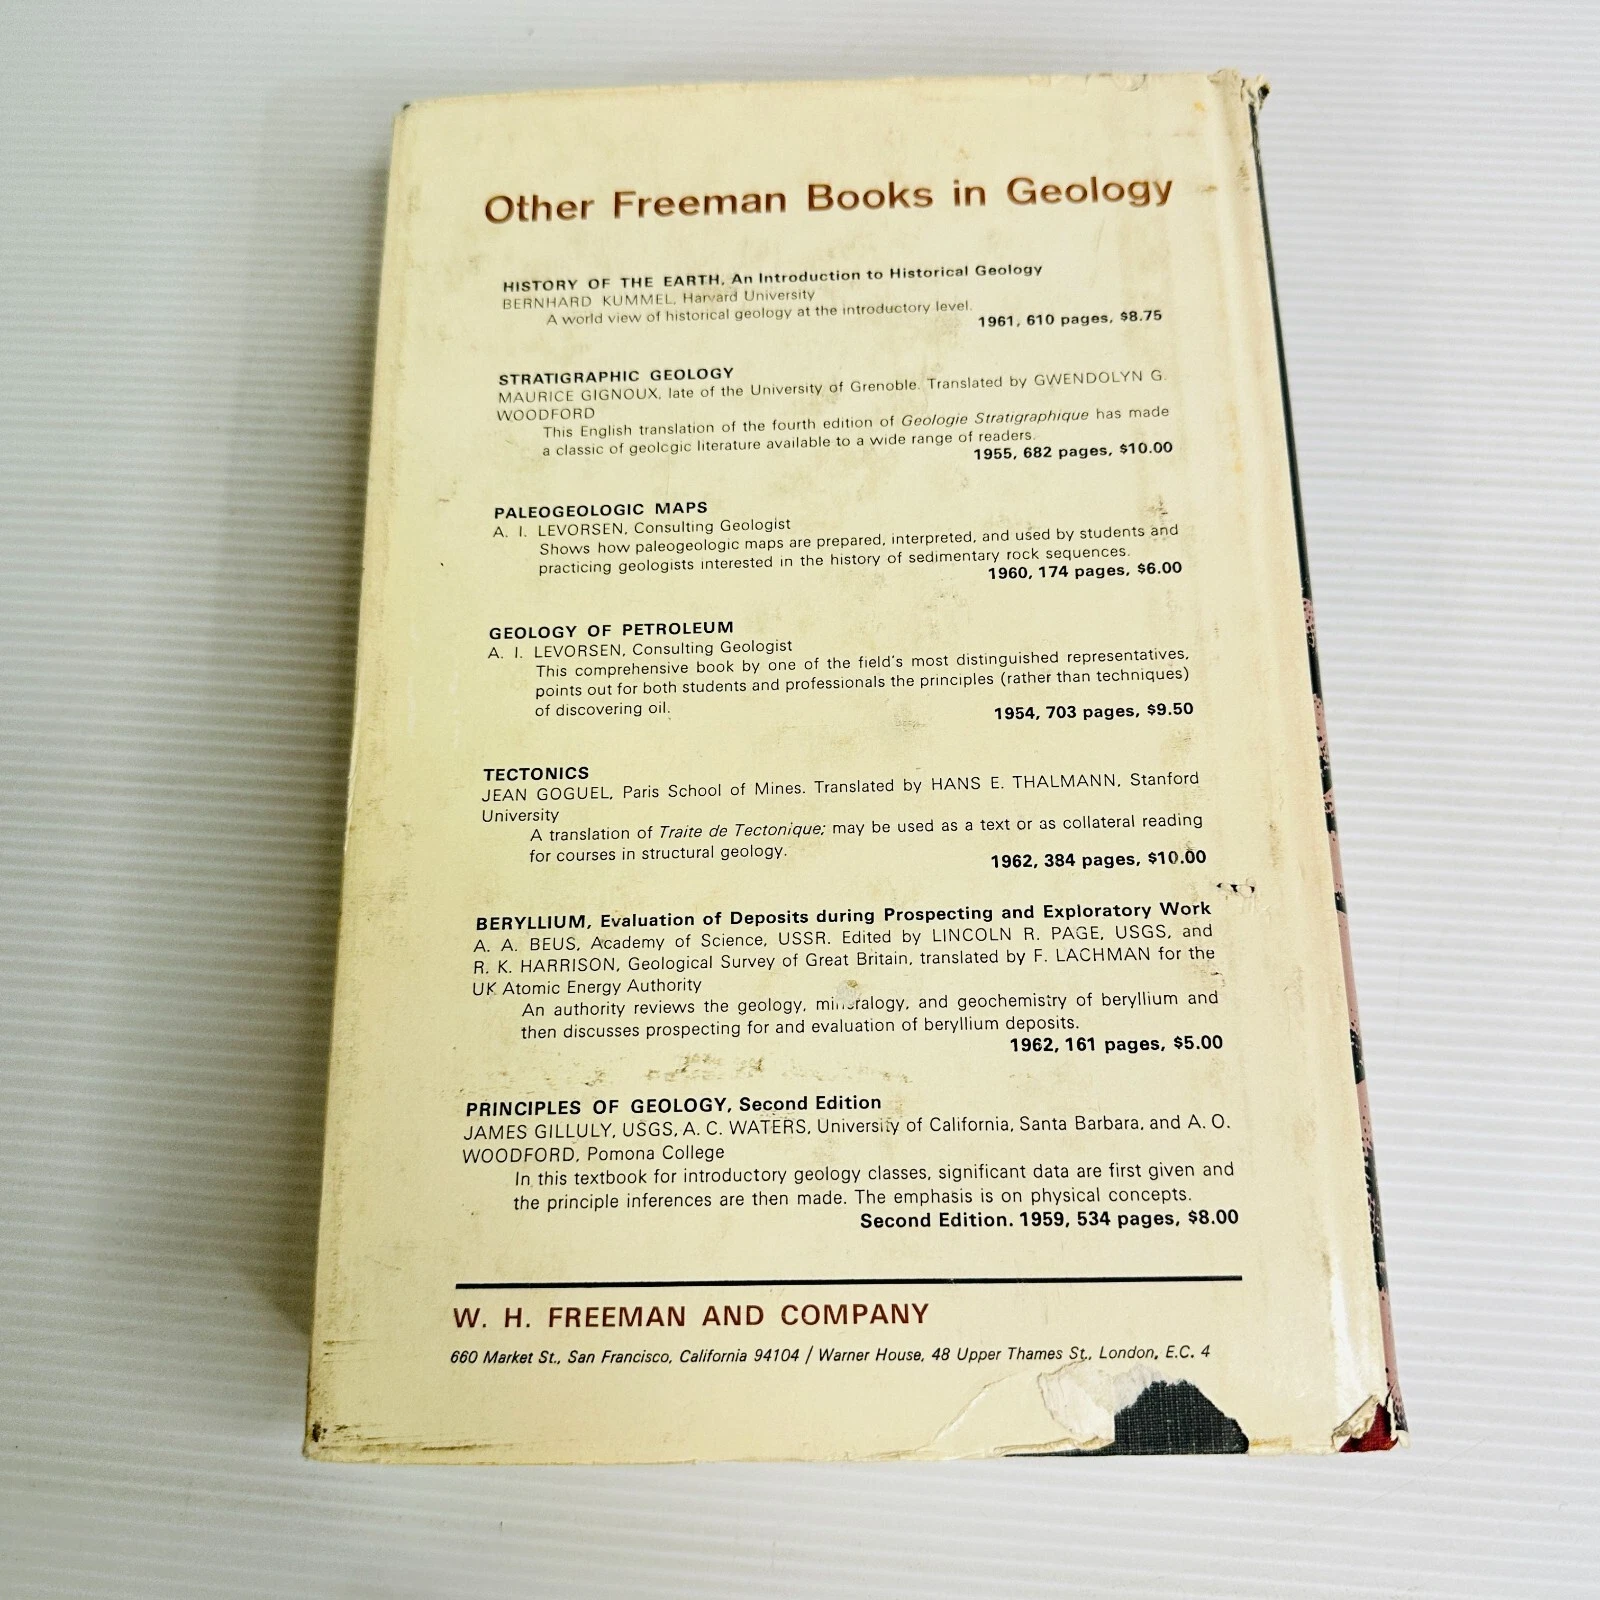 Other Freeman Books in Geology
HISTORY OF THE EARTH, An Introduction to Historical Geology
BERNHARD KUMMEL, Harvard University
A world view of historical geology at the introductory level.
1961, 610 pages, $8.75
STRATIGRAPHIC GEOLOGY
MAURICE GIGNOUX, late of the University of Grenoble. Translated by GWENDOLYN G.
WOODFORD
This English translation of the fourth edition of Geologie Stratigraphique has made
a classic of geolcgic literature available to a wide range of readers.
1955, 682 pages, $10.00
PALEOGEOLOGIC MAPS
A. I. LEVORSEN, Consulting Geologist
Shows how paleogeologic maps are prepared, interpreted, and used by students and
practicing geologists interested in the history of sedimentary rock sequences.
1960, 174 pages, $6.00
GEOLOGY OF PETROLEUM
A. I. LEVORSEN, Consulting Geologist
This comprehensive book by one of the field's most distinguished representatives,
points out for both students and professionals the principles (rather than techniques)
of discovering oil.
1954, 703 pages, $9.50
TECTONICS
JEAN GOGUEL, Paris School of Mines. Translated by HANS E. THALMANN, Stanford
University
A translation of Traite de Tectonique; may be used as a text or as collateral reading
for courses in structural geology.
1962, 384 pages, $10.00
BERYLLIUM, Evaluation of Deposits during Prospecting and Exploratory Work
A. A. BEUS, Academy of Science, USSR. Edited by LINCOLN R. PAGE, USGS, and
R. K. HARRISON, Geological Survey of Great Britain, translated by F. LACHMAN for the
UK Atomic Energy Authority
An authority reviews the geology, mineralogy, and geochemistry of beryllium and
then discusses prospecting for and evaluation of beryllium deposits.
1962, 161 pages, $5.00
PRINCIPLES OF GEOLOGY, Second Edition
JAMES GILLULY, USGS, A. C. WATERS, University of California, Santa Barbara, and A. O.
WOODFORD, Pomona College
In this textbook for introductory geology classes, significant data are first given and
the principle inferences are then made. The emphasis is on physical concepts.
Second Edition. 1959, 534 pages, $8.00
W. H. FREEMAN AND COMPANY
660 Market St., San Francisco, California 94104 / Warner House, 48 Upper Thames St., London, E.C. 4